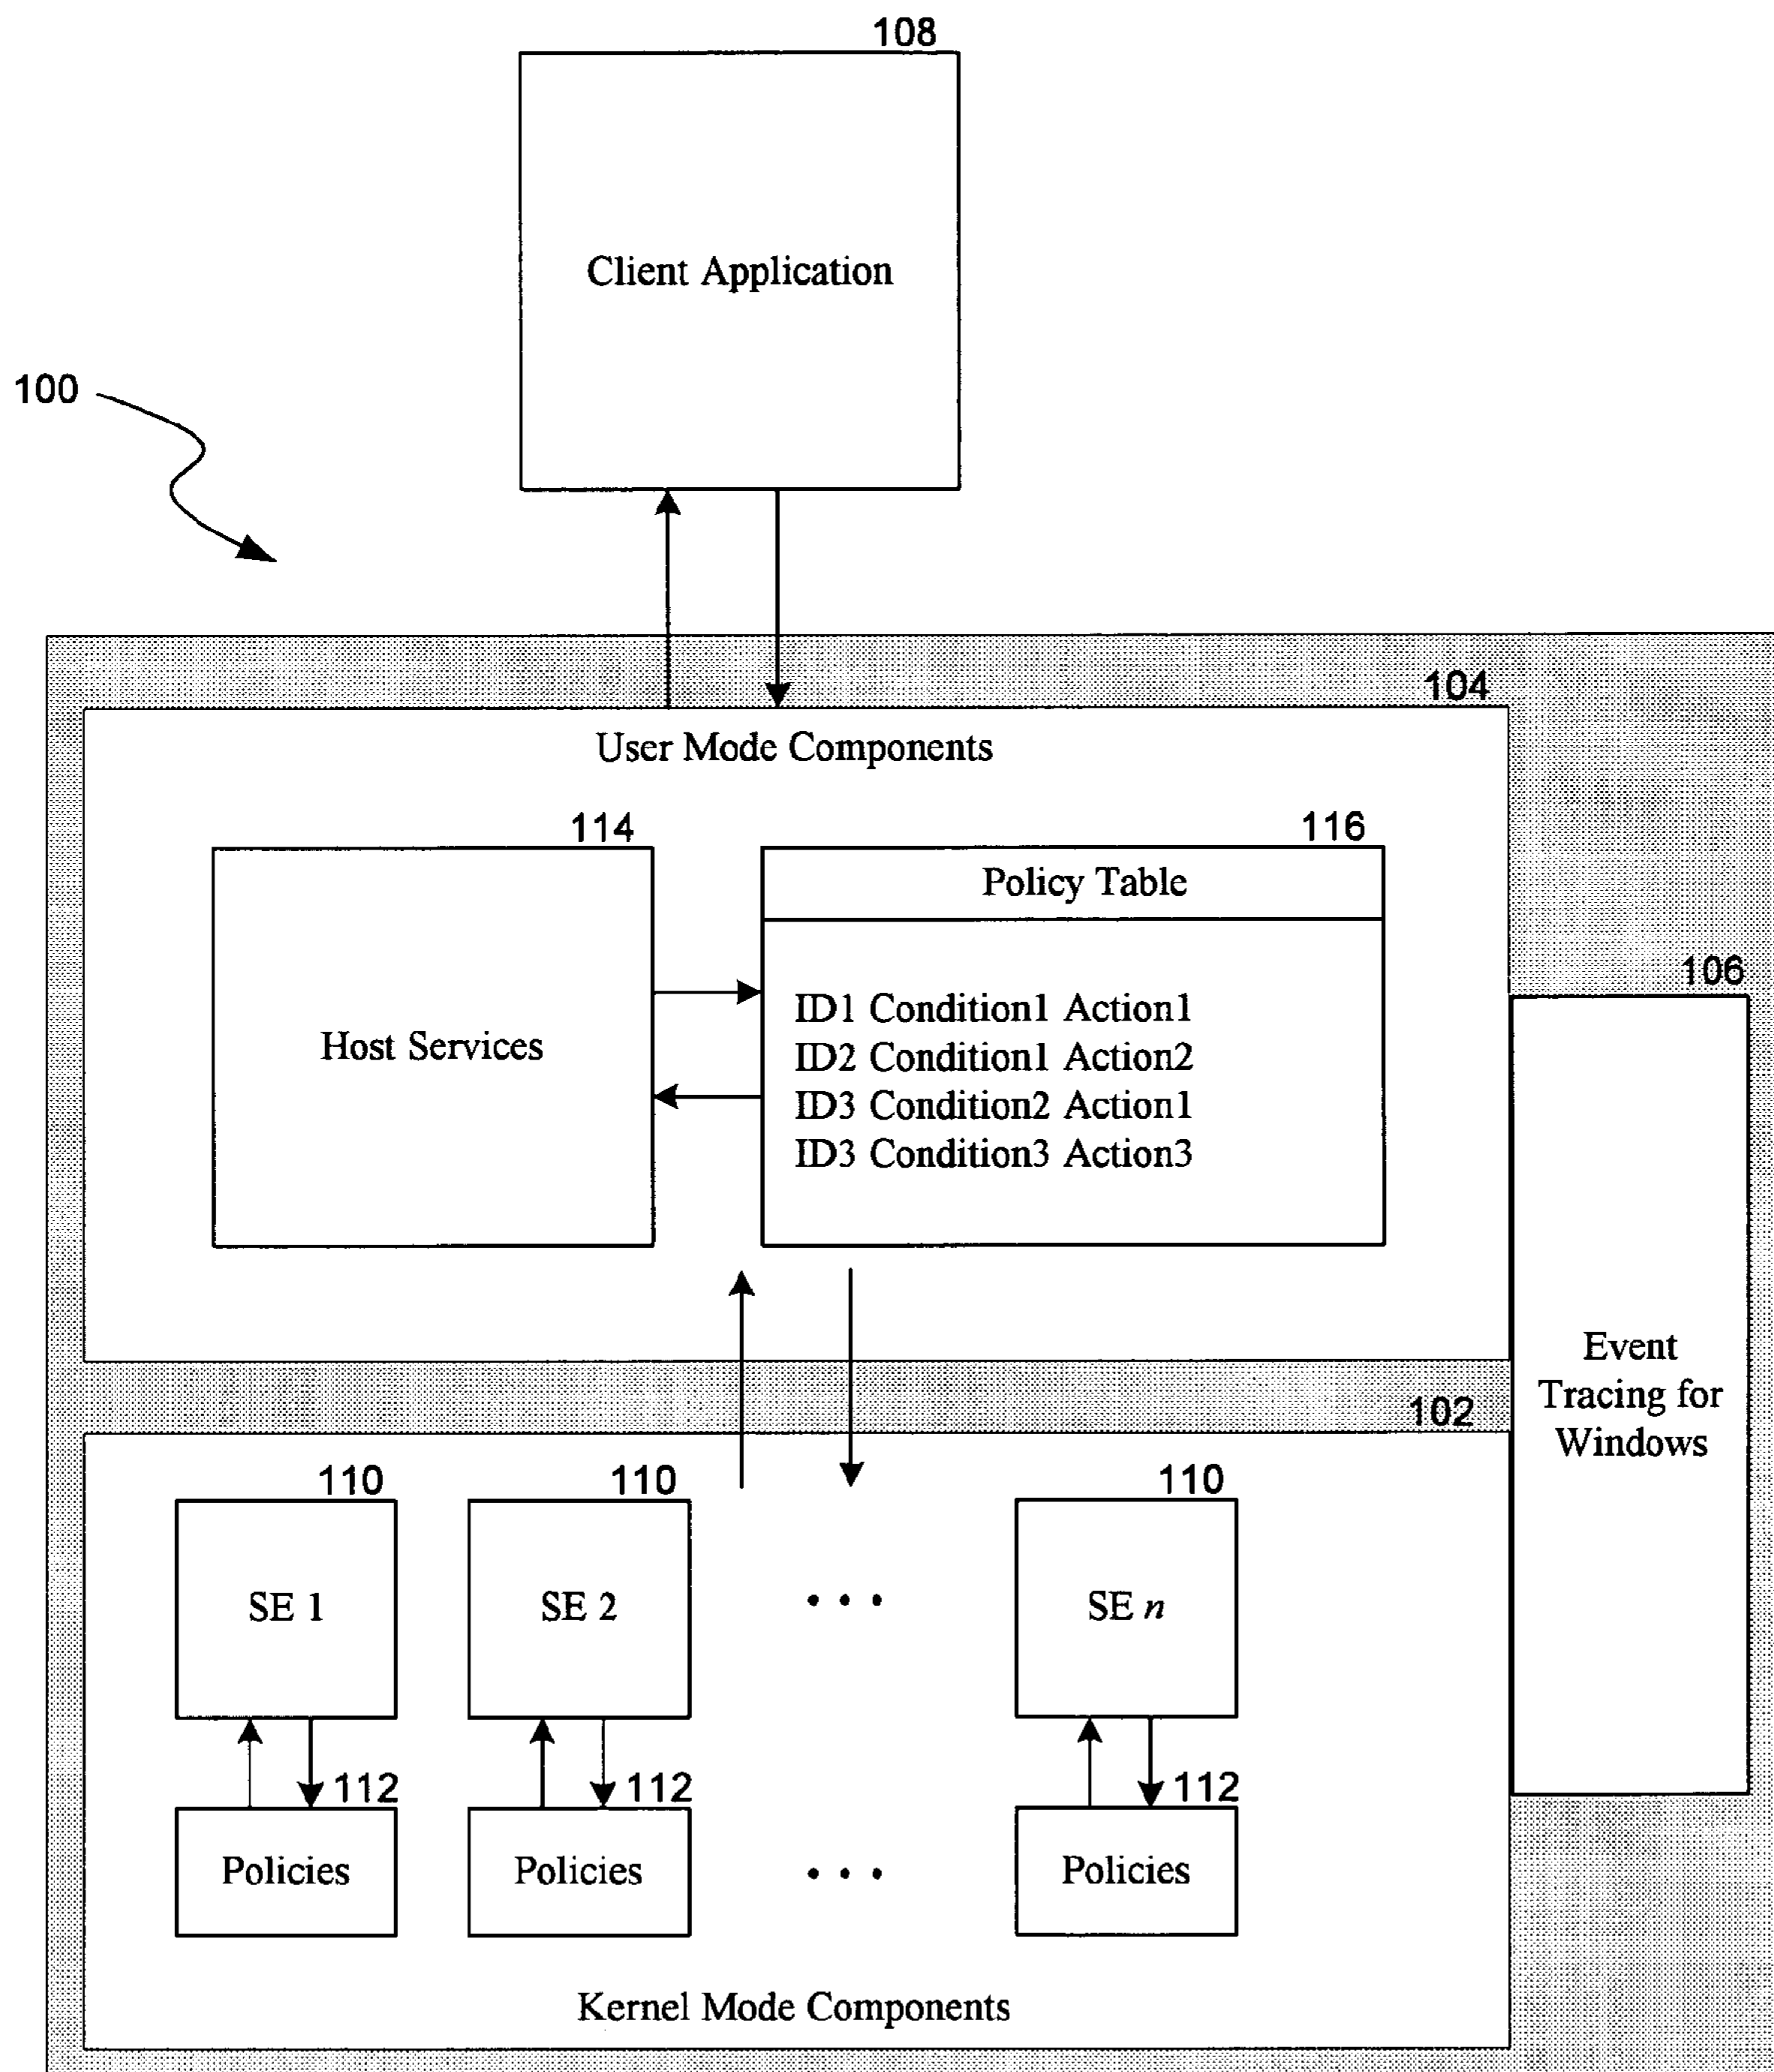 108
Client Application
100
104
User Mode Components
114
116
Policy Table
Host Services
ID1 Condition1 Action1
ID2 Condition1 Action2
ID3 Condition2 Action1
ID3 Condition3 Action3
106
Event
Tracing for
Windows
102
110
110
110
SE 1
SE 2
...
SE n
112
112
112
Policies
Policies
...
Policies
Kernel Mode Components